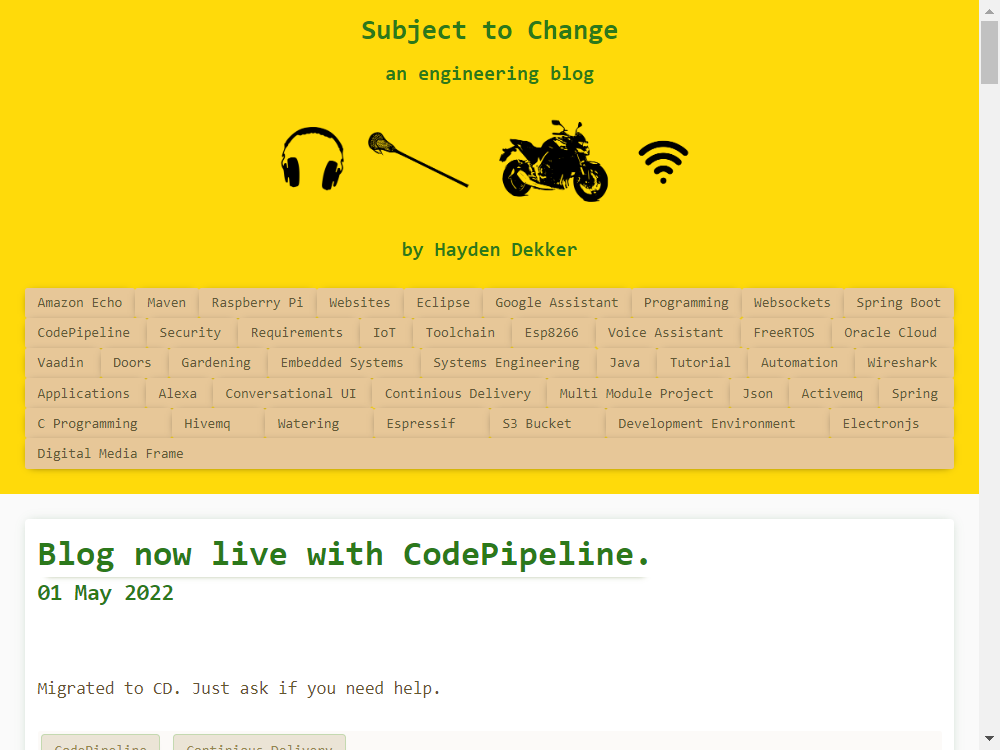 Subject to Change
an engineering blog
by Hayden Dekker
Amazon Echo Maven Raspberry Pi Websites Eclipse Google Assistant Programming Websockets Spring Boot
CodePipeline Security Requirements IoT Toolchain Esp8266 Voice Assistant FreeRTOS Oracle Cloud
Vaadin Doors Gardening Embedded Systems Systems Engineering Java Tutorial Automation Wireshark
Applications Alexa Conversational UI Continious Delivery Multi Module Project Json Activemq Spring
C Programming Hivemq Watering Espressif S3 Bucket Development Environment Electronjs
Digital Media Frame
Blog now live with CodePipeline.
01 May 2022
Migrated to CD. Just ask if you need help.
CodePipeline Continious Delivery